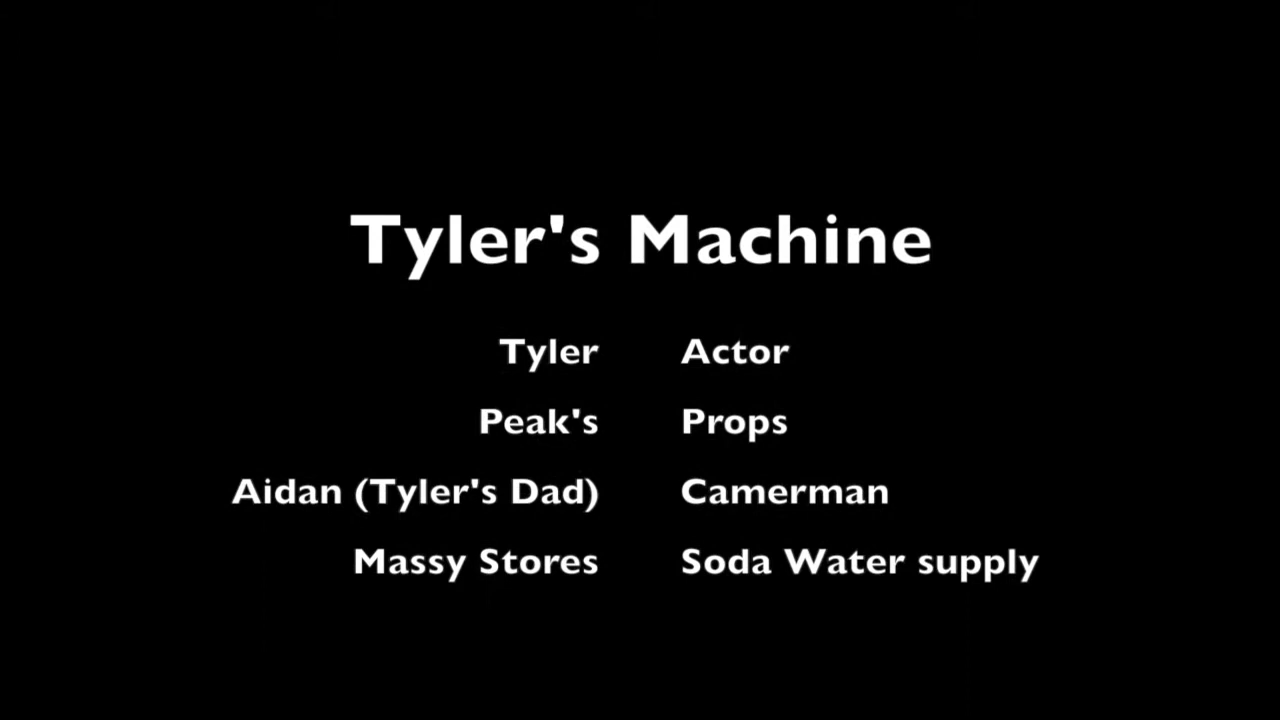 Tyler's Machine
Tyler Actor
Peak's Props
Aidan (Tyler's Dad) Camerman
Massy Stores Soda Water supply